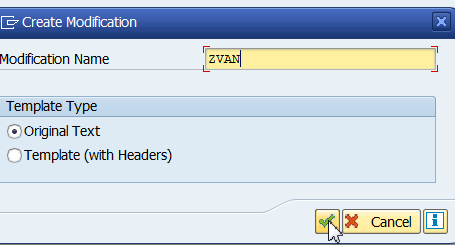 Create Modification
Modification Name ZVAN
Template Type
Original Text
Template (with Headers)
Cancel